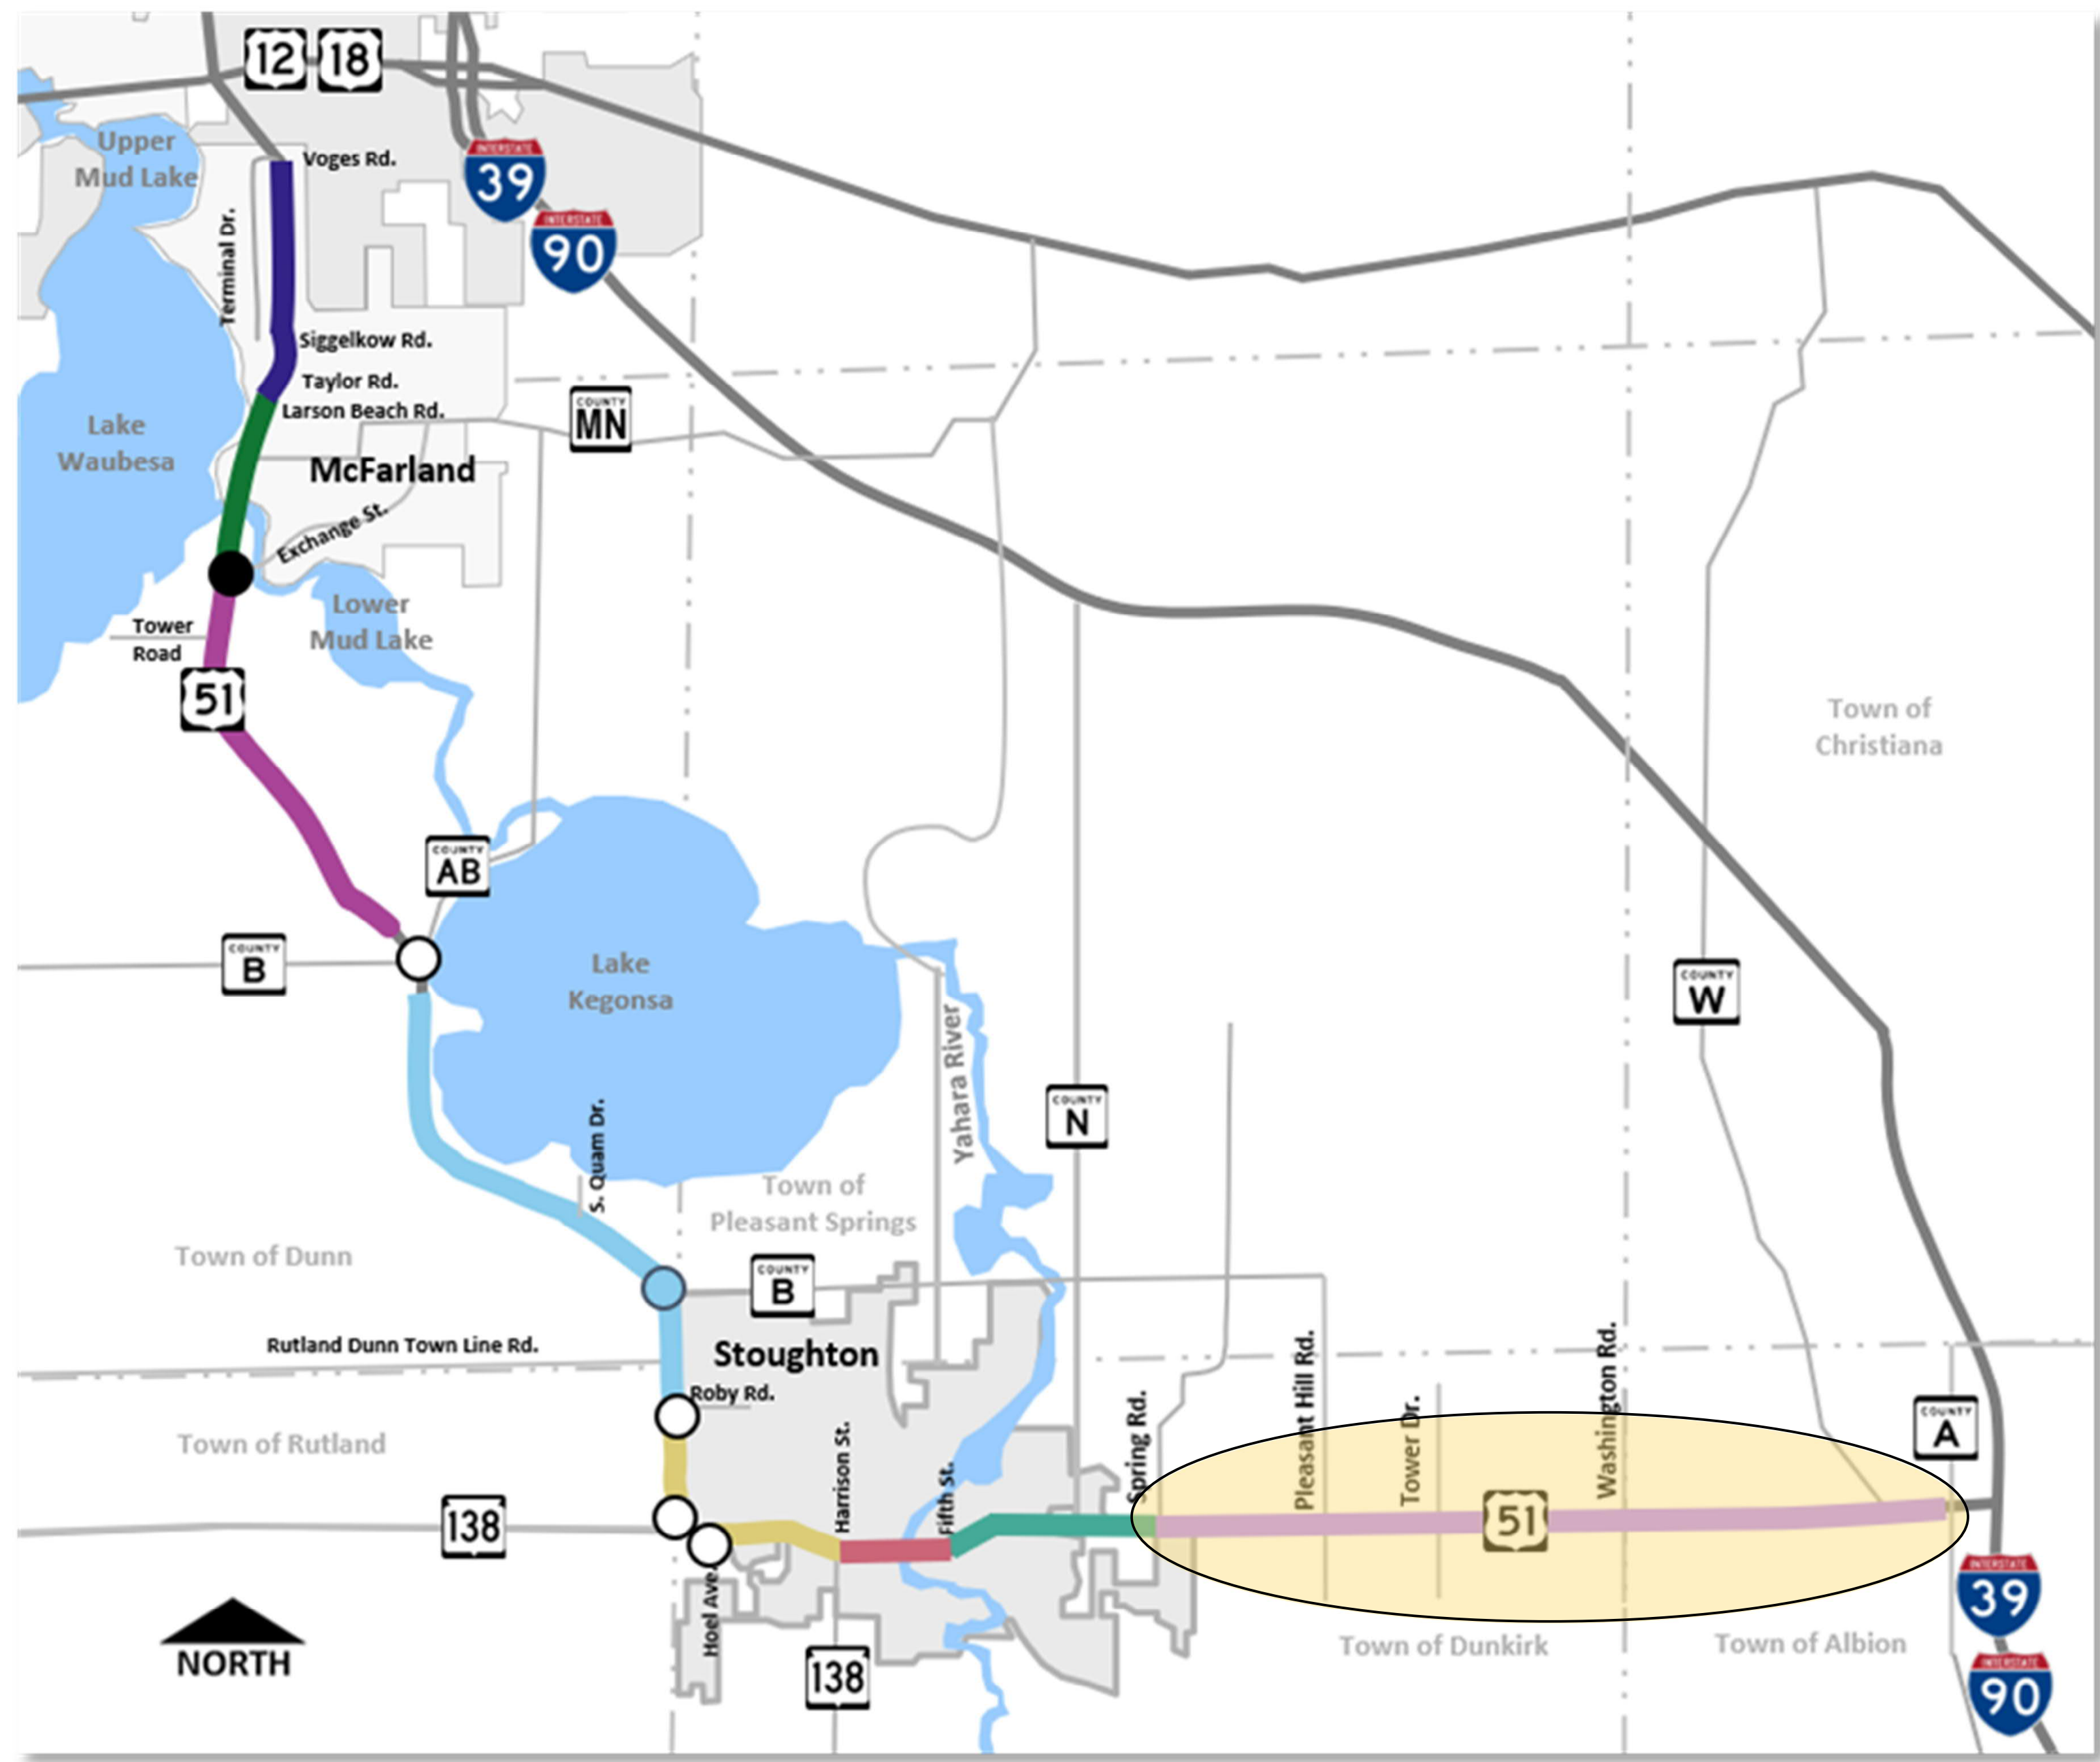 12
18
Upper
Mud Lake
Voges Rd.
INTERSTATE
39
INTERSTATE
90
Terminal Dr.
Siggelkow Rd.
Taylor Rd.
Larson Beach Rd.
COUNTY
MN
Lake
Waubesa
McFarland
Exchange St.
Lower
Mud Lake
Tower
Road
51
Town of
Christiana
COUNTY
AB
COUNTY
B
Lake
Kegonsa
COUNTY
W
Yahara River
COUNTY
N
S. Quam Dr.
Town of
Pleasant Springs
Town of Dunn
COUNTY
B
Rutland Dunn Town Line Rd.
Stoughton
Roby Rd.
Town of Rutland
Harrison St.
Fifth St.
Spring Rd.
Pleasant Hill Rd.
Tower Dr.
Washington Rd.
COUNTY
A
138
51
Hoel Ave.
INTERSTATE
39
NORTH
138
Town of Dunkirk
Town of Albion
INTERSTATE
90